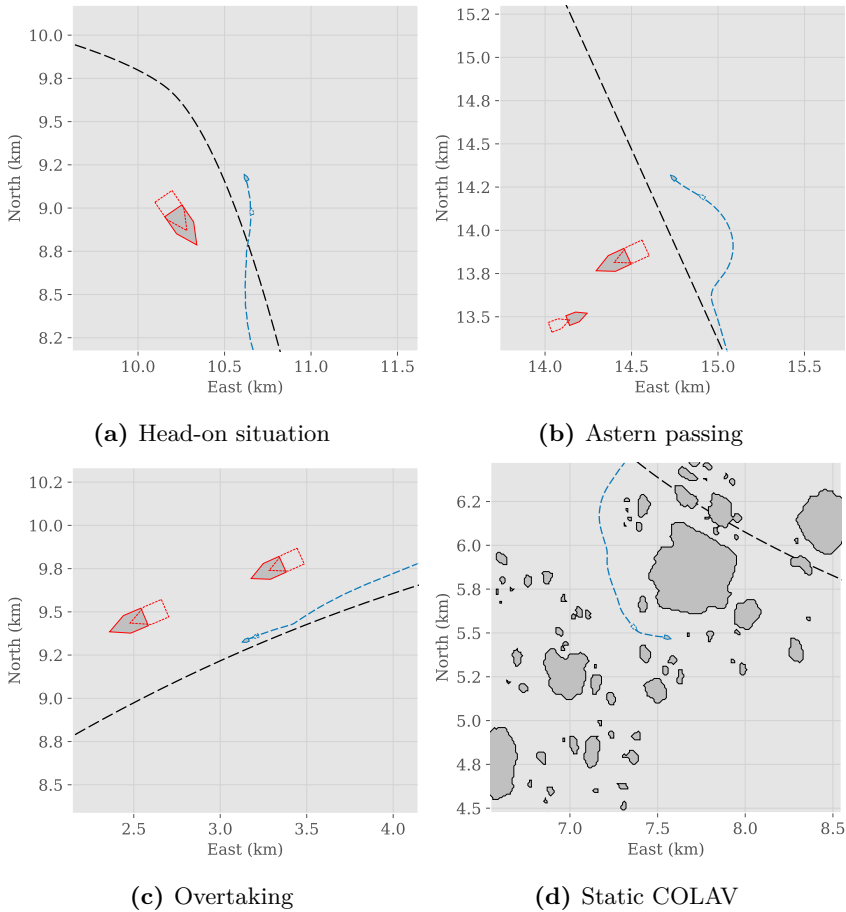 10.0
9.8
9.5
9.2
9.0
8.8
8.5
8.2
North (km)
10.0 10.5 11.0 11.5
East (km)
(a) Head-on situation
15.2
14.8
14.5
14.2
14.0
13.8
13.5
North (km)
14.0 14.5 15.0 15.5
East (km)
(b) Astern passing
10.2
10.0
9.8
9.5
9.2
9.0
8.8
8.5
North (km)
2.5 3.0 3.5 4.0
East (km)
(c) Overtaking
6.2
6.0
5.8
5.5
5.2
5.0
4.8
4.5
North (km)
7.0 7.5 8.0 8.5
East (km)
(d) Static COLAV